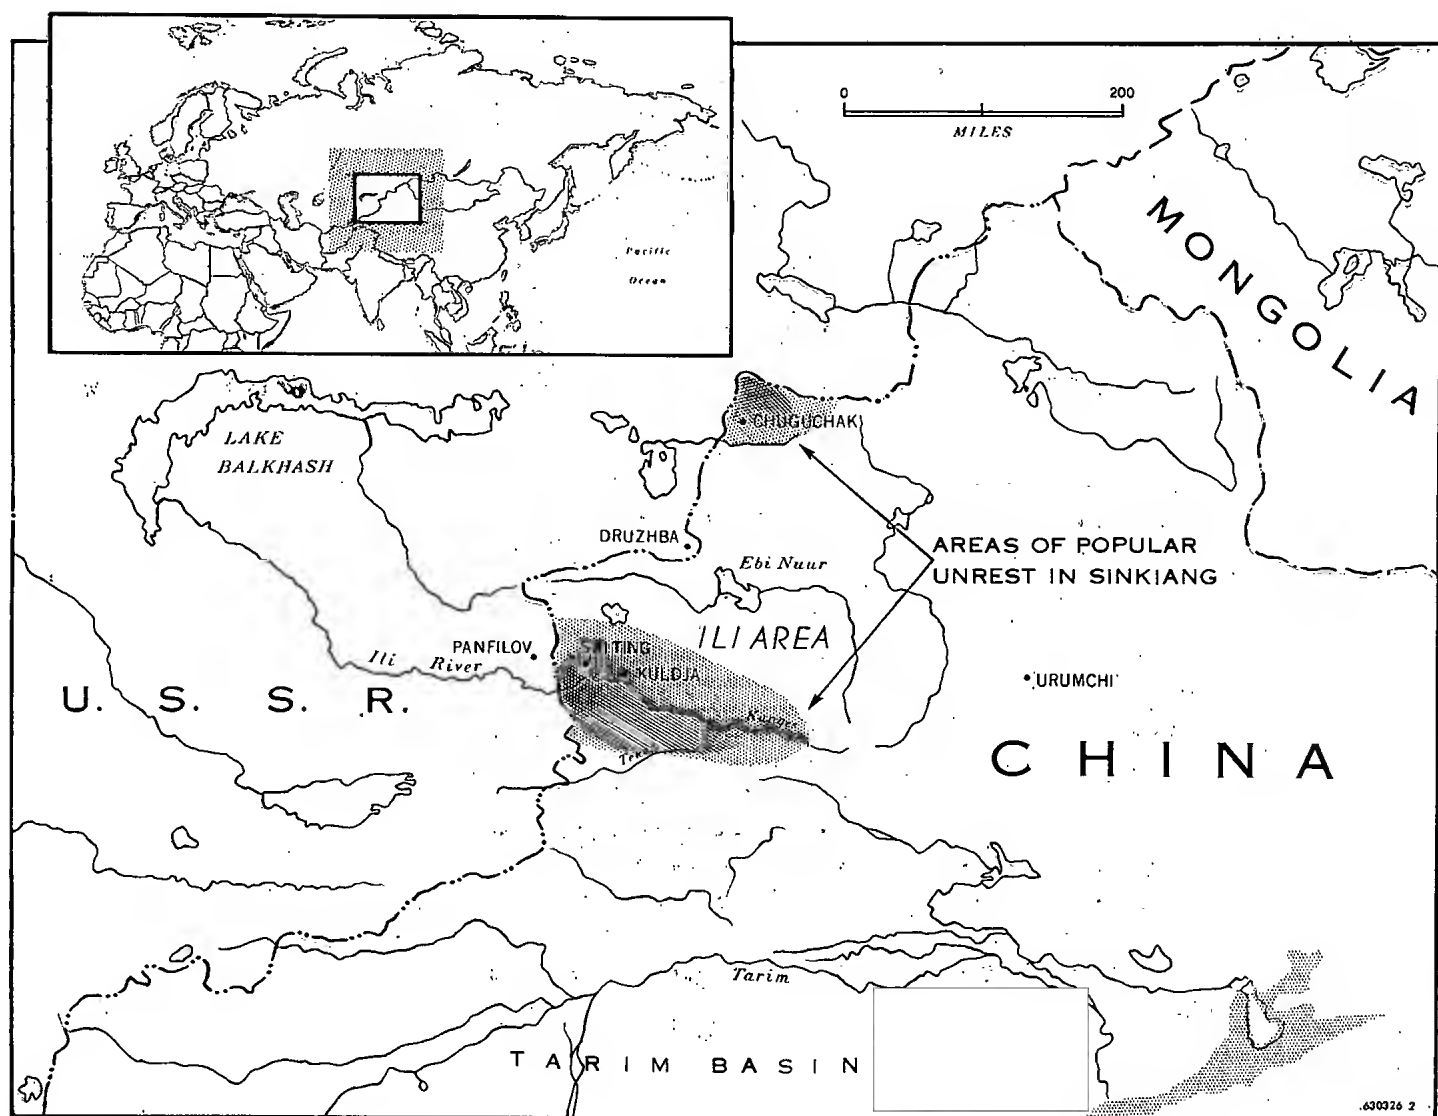 0 200
MILES
Pacific
Ocean
MONGOLIA
LAKE
BALKHASH
CHUGUCHAK
DRUZHBA
Ebi Nuur
AREAS OF POPULAR
UNREST IN SINKIANG
PANFILOV
Ili River
ILI AREA
KULDJA
Kunges
URUMCHI
U. S. S. R.
CHINA
Tarim
TARIM BASIN
630326 2